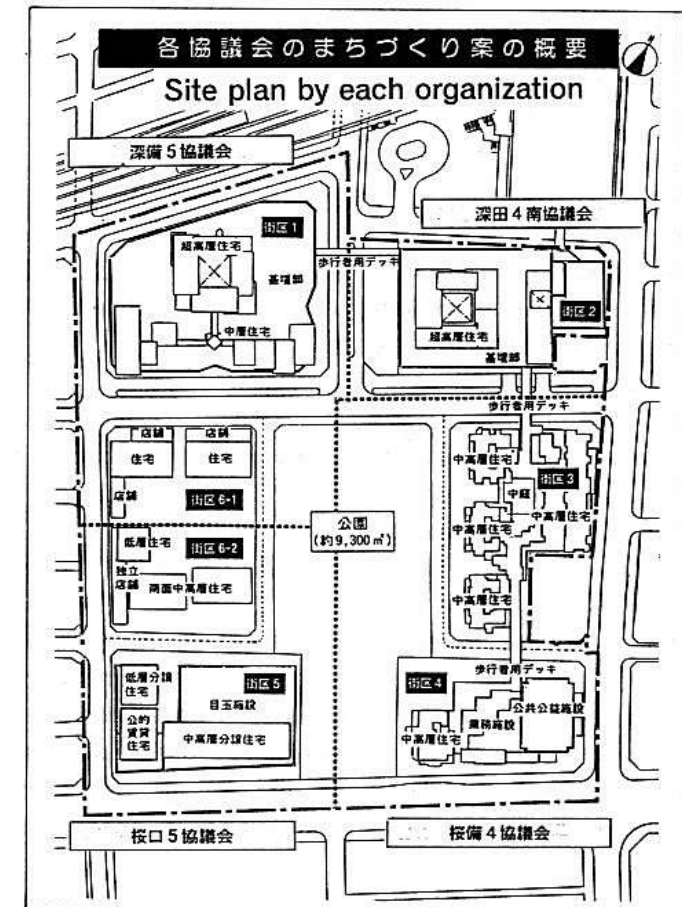 各協議会のまちづくり案の概要
Site plan by each organization
深備5協議会
深田4南協議会
街区1
超高層住宅
基壇部
中層住宅
歩行者用デッキ
街区2
超高層住宅
基壇部
歩行者用デッキ
店舗
店舗
住宅
住宅
店舗
街区6-1
低層住宅
街区6-2
独立
店舗
南面中高層住宅
公園
(約9,300㎡)
中高層住宅
街区3
中庭
中高層住宅
中高層住宅
中高層住宅
歩行者用デッキ
低層分譲
住宅
街区5
目玉施設
公的
賃貸
住宅
中高層分譲住宅
街区4
中高層住宅
業務施設
公共公益施設
桜口5協議会
桜備4協議会